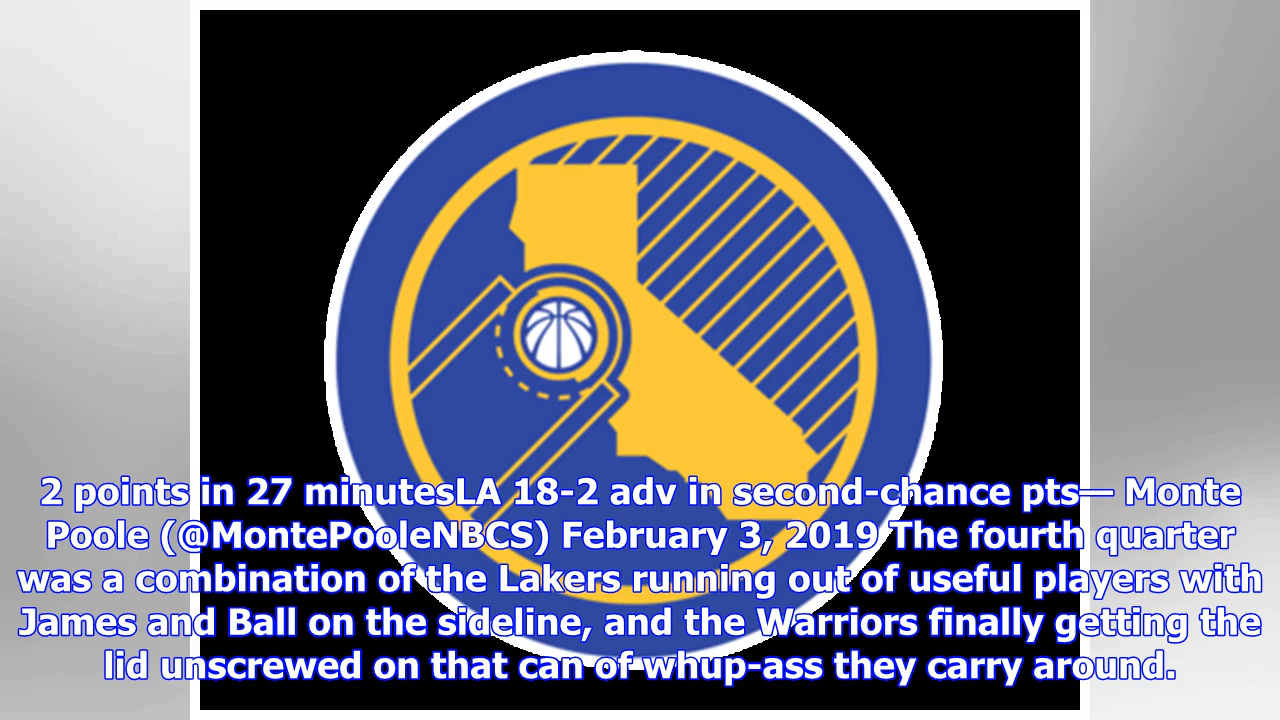 2 points in 27 minutesLA 18-2 adv in second-chance pts— Monte
Poole (@MontePooleNBCS) February 3, 2019 The fourth quarter
was a combination of the Lakers running out of useful players with
James and Ball on the sideline, and the Warriors finally getting the
lid unscrewed on that can of whup-ass they carry around.